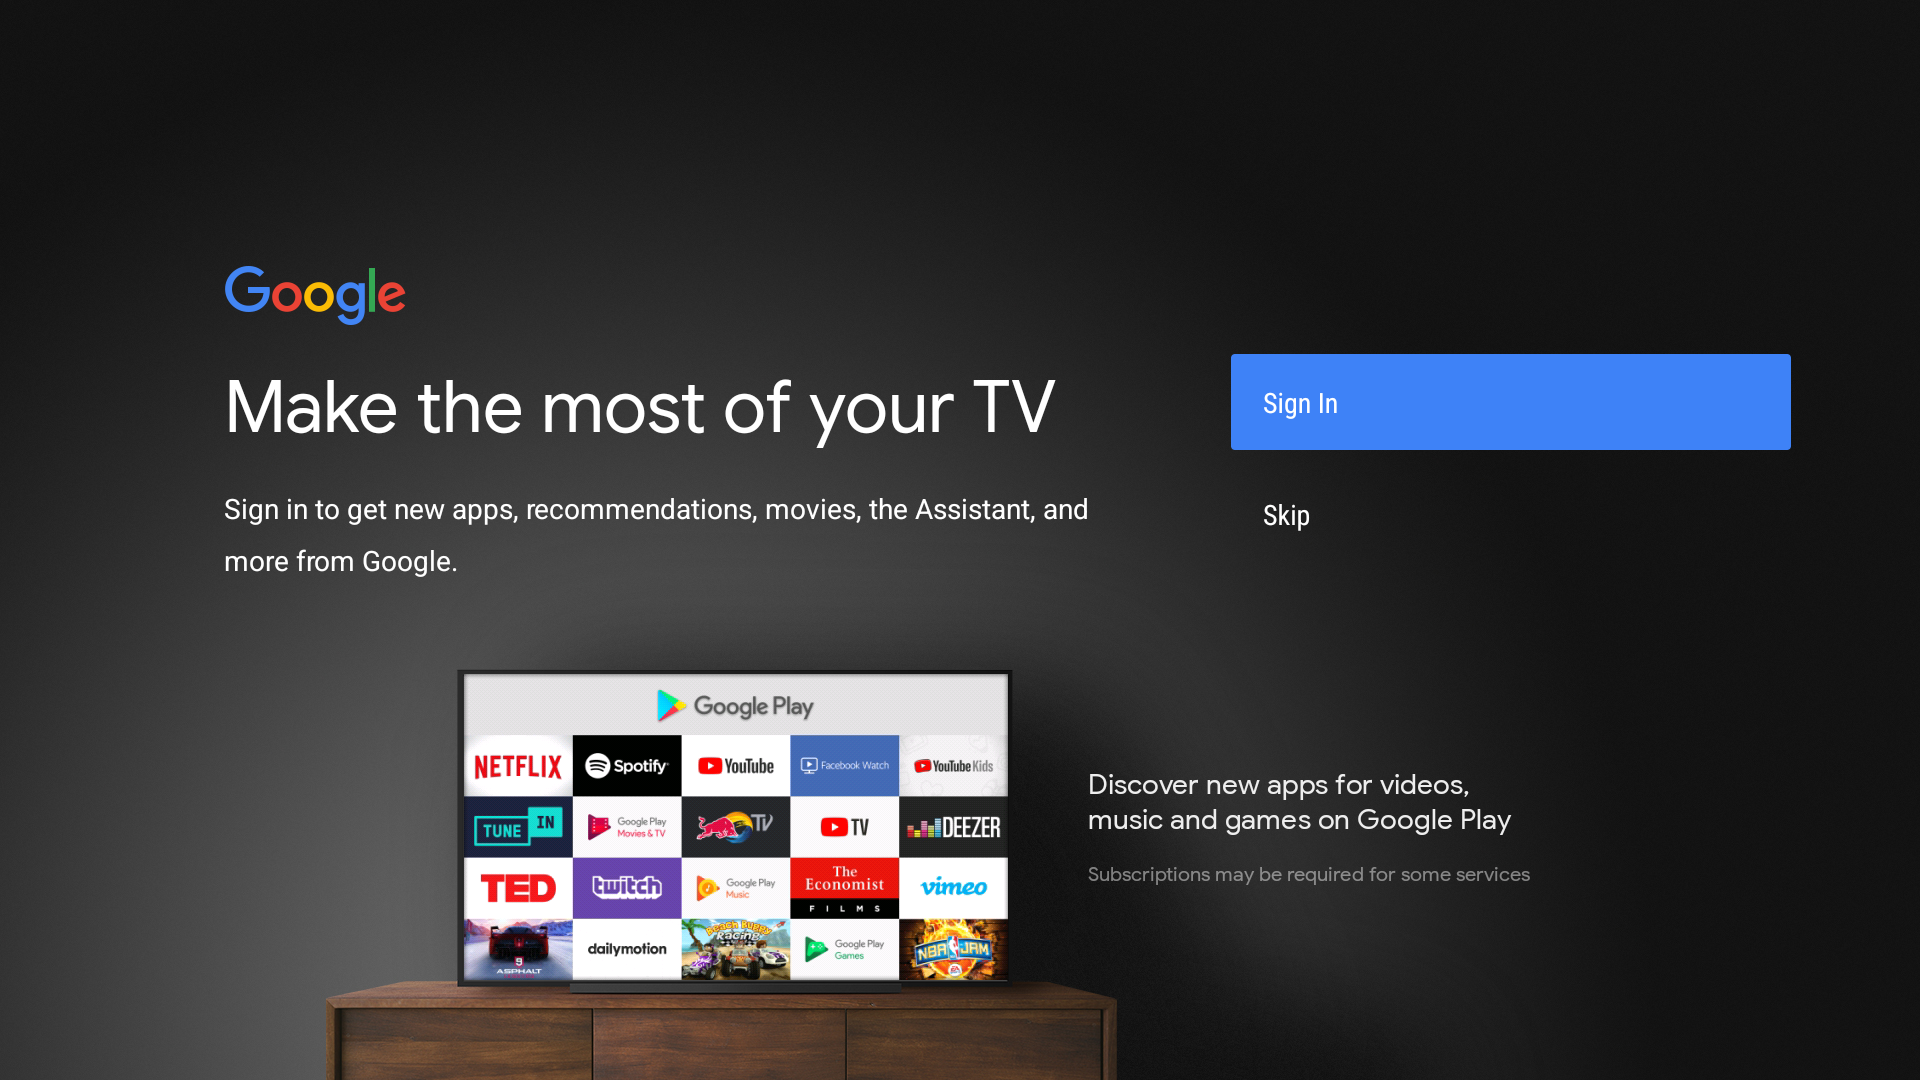 Google
Make the most of your TV
Sign in to get new apps, recommendations, movies, the Assistant, and
more from Google.
Sign In
Skip
Google Play
NETFLIX
Spotify
YouTube
Facebook Watch
YouTube Kids
TUNE IN
Google Play
Movies & TV
TV
TV
DEEZER
TED
twitch
Google Play
Music
The
Economist
FILMS
vimeo
9
ASPHALT
dailymotion
Beach Buggy
Racing
Google Play
Games
NBA JAM
EA
Discover new apps for videos,
music and games on Google Play
Subscriptions may be required for some services